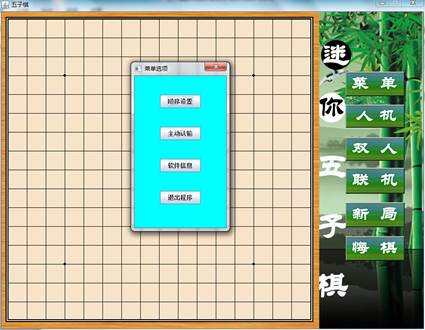 五子棋
菜单选项
顺序设置
主动认输
软件信息
退出程序
迷你五子棋
菜 单
人 机
双 人
联 机
新 局
悔 棋